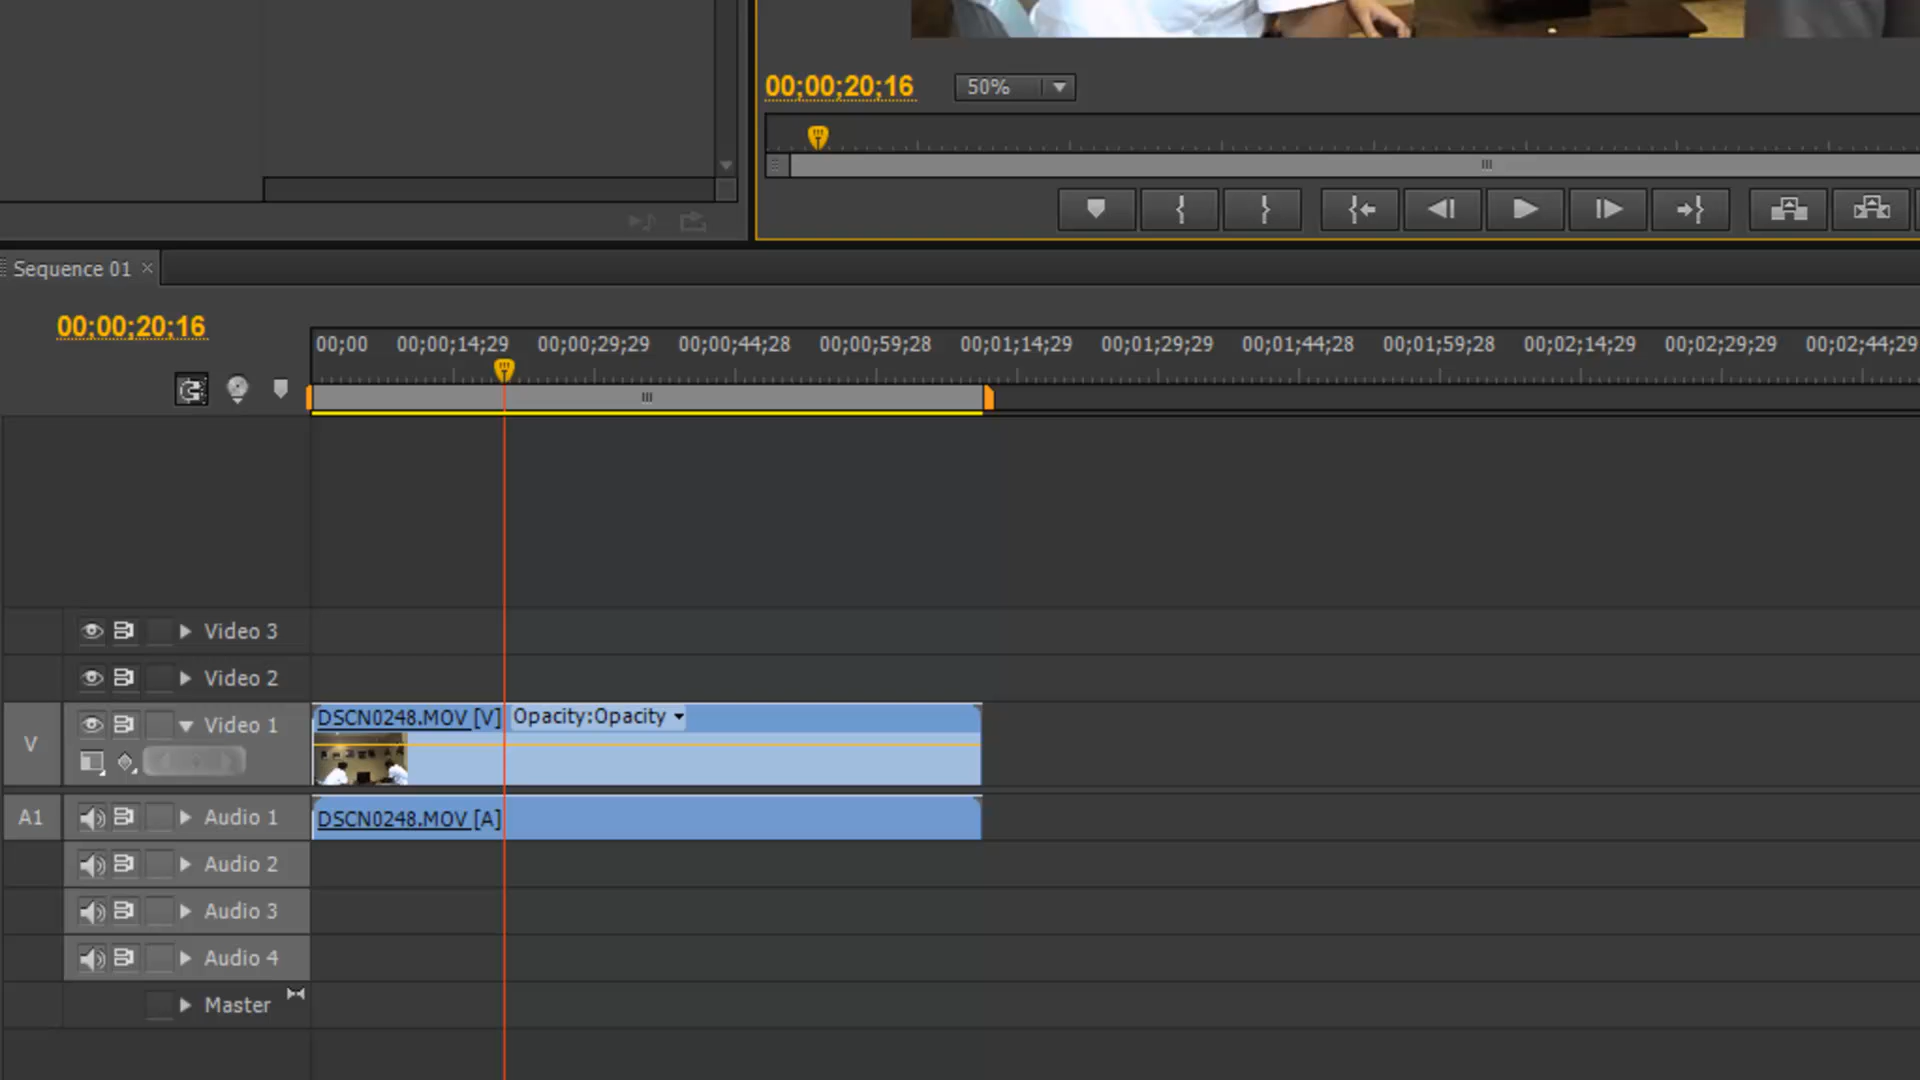 00;00;20;16
50%
Sequence 01
00;00;20;16
00;00 00;00;14;29 00;00;29;29 00;00;44;28 00;00;59;28 00;01;14;29 00;01;29;29 00;01;44;28 00;01;59;28 00;02;14;29 00;02;29;29 00;02;44;29
Video 3
Video 2
V Video 1 DSCN0248.MOV [V] Opacity:Opacity
A1 Audio 1 DSCN0248.MOV [A]
Audio 2
Audio 3
Audio 4
Master